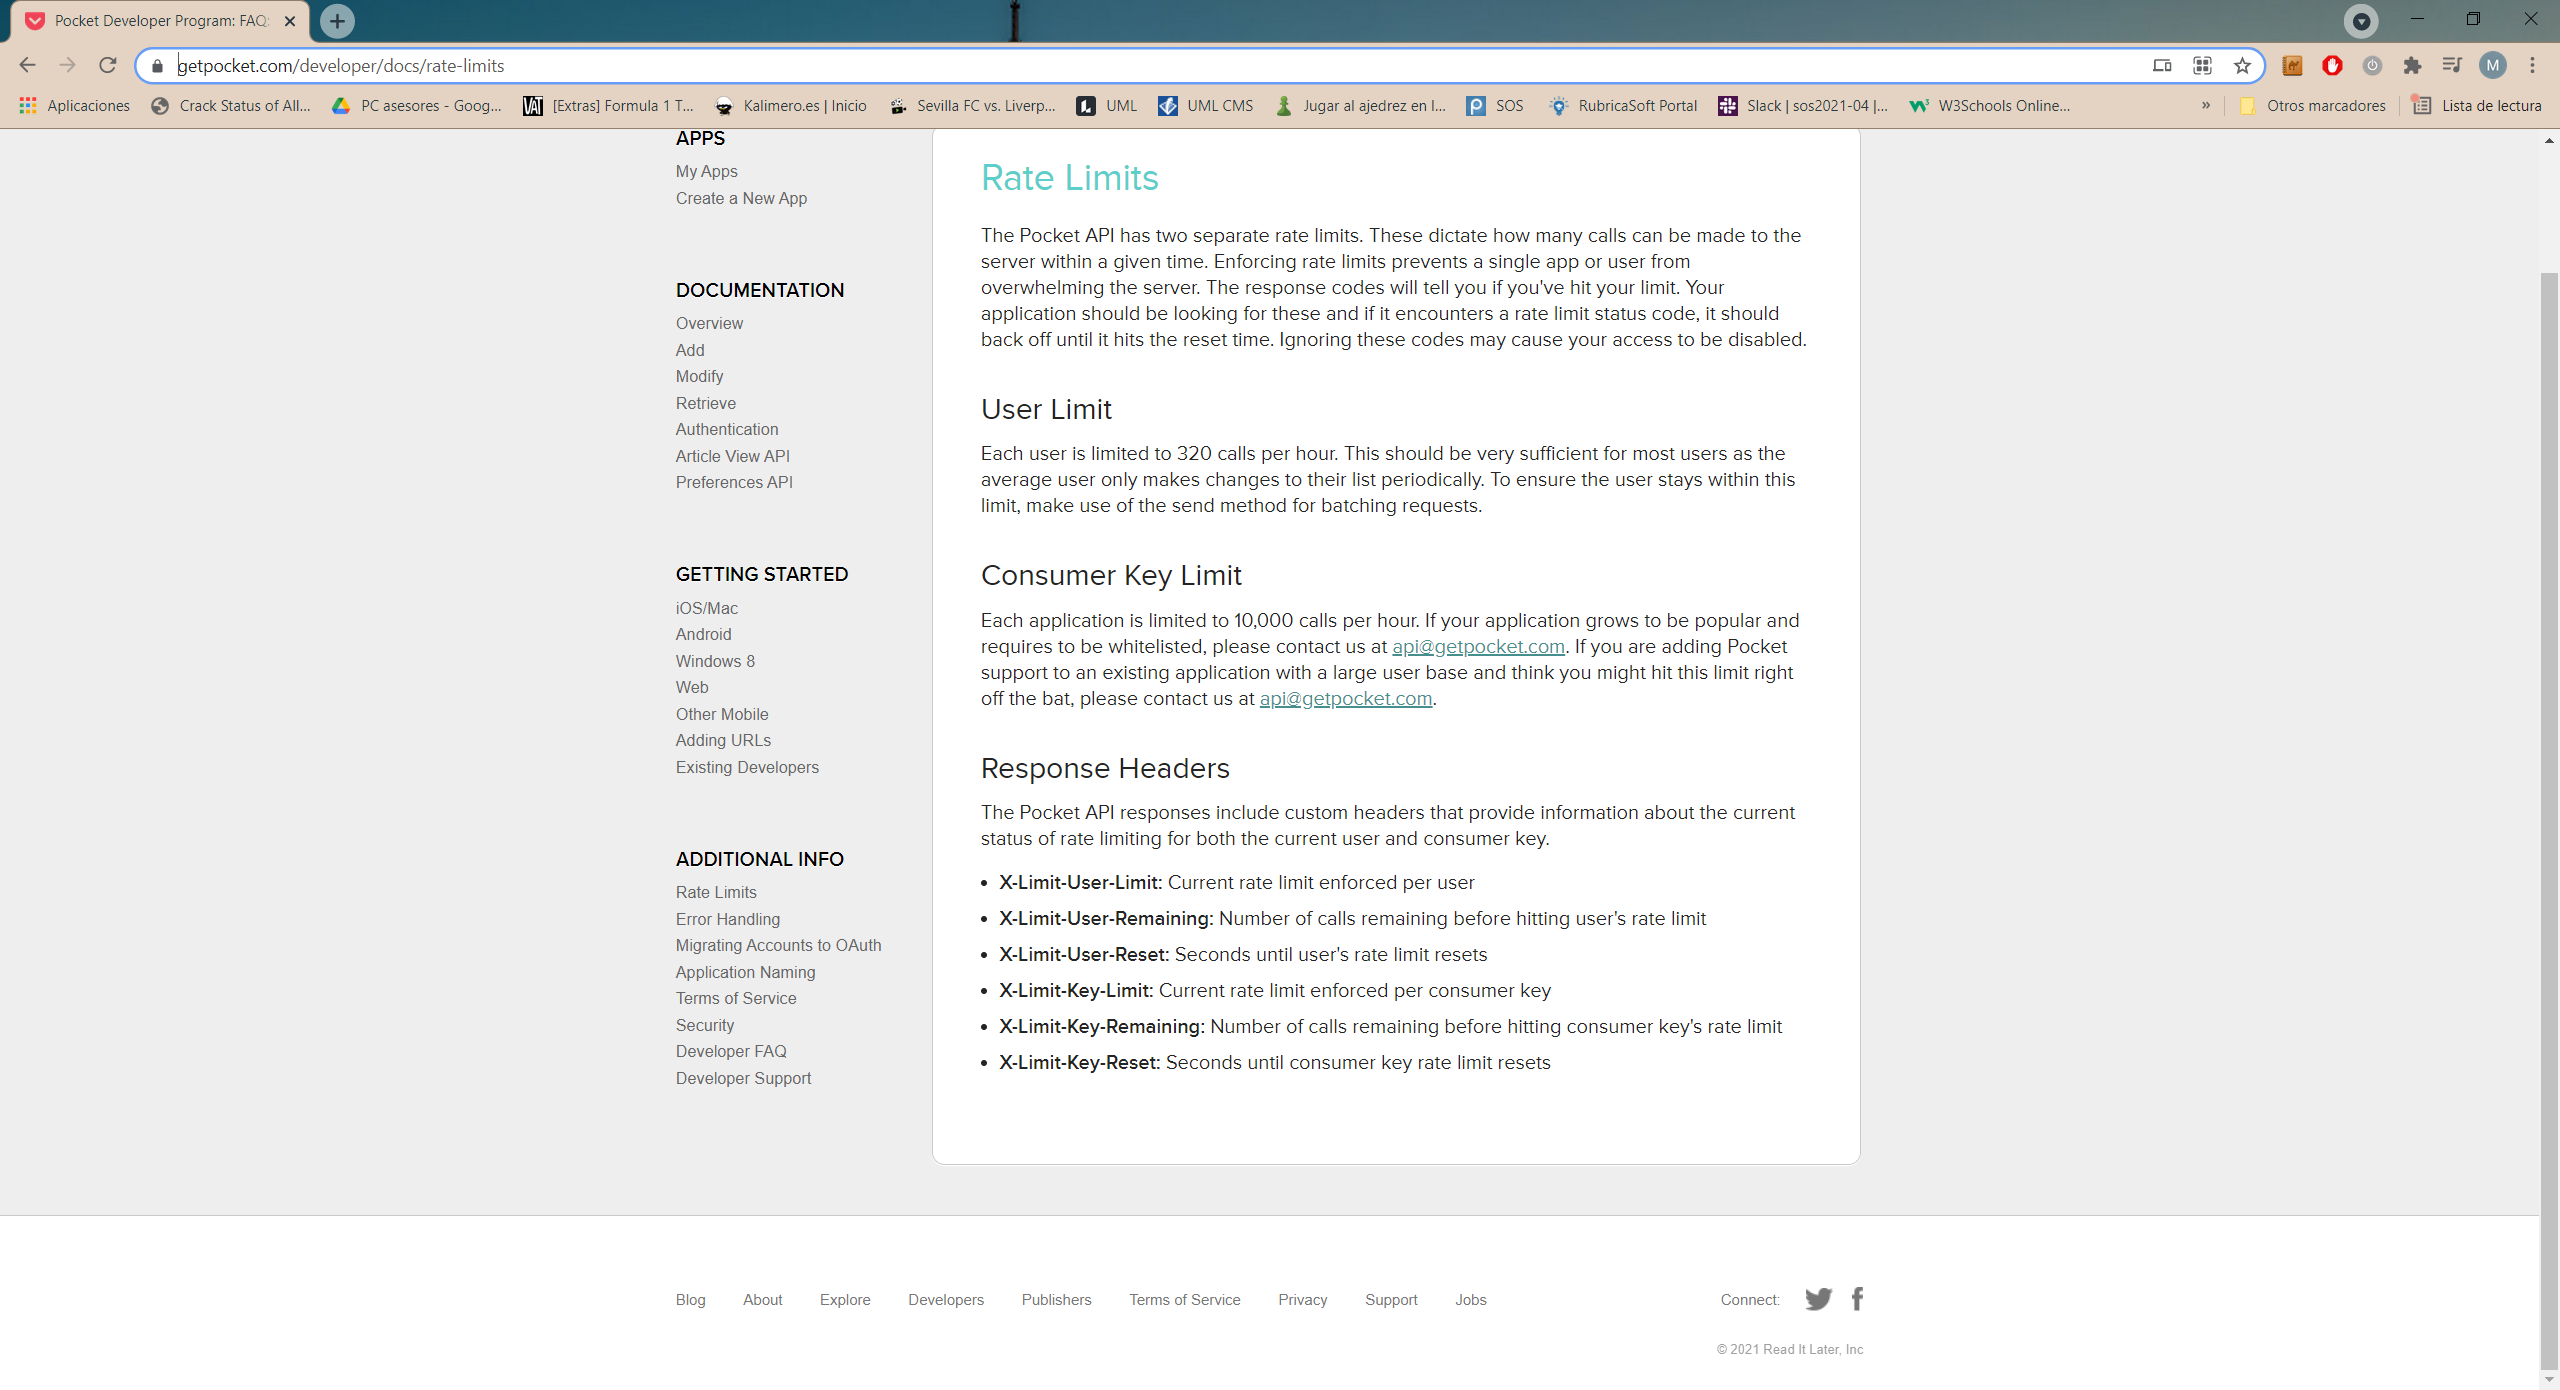 Pocket Developer Program: FAQ:
getpocket.com/developer/docs/rate-limits
M
Aplicaciones
Crack Status of All...
PC asesores - Goog...
[Extras] Formula 1 T...
Kalimero.es | Inicio
Sevilla FC vs. Liverp...
UML
UML CMS
Jugar al ajedrez en l...
SOS
RubricaSoft Portal
Slack | sos2021-04 |...
W3Schools Online...
»
Otros marcadores
Lista de lectura
APPS
My Apps
Create a New App
DOCUMENTATION
Overview
Add
Modify
Retrieve
Authentication
Article View API
Preferences API
GETTING STARTED
iOS/Mac
Android
Windows 8
Web
Other Mobile
Adding URLs
Existing Developers
ADDITIONAL INFO
Rate Limits
Error Handling
Migrating Accounts to OAuth
Application Naming
Terms of Service
Security
Developer FAQ
Developer Support
Rate Limits
The Pocket API has two separate rate limits. These dictate how many calls can be made to the
server within a given time. Enforcing rate limits prevents a single app or user from
overwhelming the server. The response codes will tell you if you've hit your limit. Your
application should be looking for these and if it encounters a rate limit status code, it should
back off until it hits the reset time. Ignoring these codes may cause your access to be disabled.
User Limit
Each user is limited to 320 calls per hour. This should be very sufficient for most users as the
average user only makes changes to their list periodically. To ensure the user stays within this
limit, make use of the send method for batching requests.
Consumer Key Limit
Each application is limited to 10,000 calls per hour. If your application grows to be popular and
requires to be whitelisted, please contact us at api@getpocket.com. If you are adding Pocket
support to an existing application with a large user base and think you might hit this limit right
off the bat, please contact us at api@getpocket.com.
Response Headers
The Pocket API responses include custom headers that provide information about the current
status of rate limiting for both the current user and consumer key.
• X-Limit-User-Limit: Current rate limit enforced per user
• X-Limit-User-Remaining: Number of calls remaining before hitting user's rate limit
• X-Limit-User-Reset: Seconds until user's rate limit resets
• X-Limit-Key-Limit: Current rate limit enforced per consumer key
• X-Limit-Key-Remaining: Number of calls remaining before hitting consumer key's rate limit
• X-Limit-Key-Reset: Seconds until consumer key rate limit resets
Blog
About
Explore
Developers
Publishers
Terms of Service
Privacy
Support
Jobs
Connect:
© 2021 Read It Later, Inc